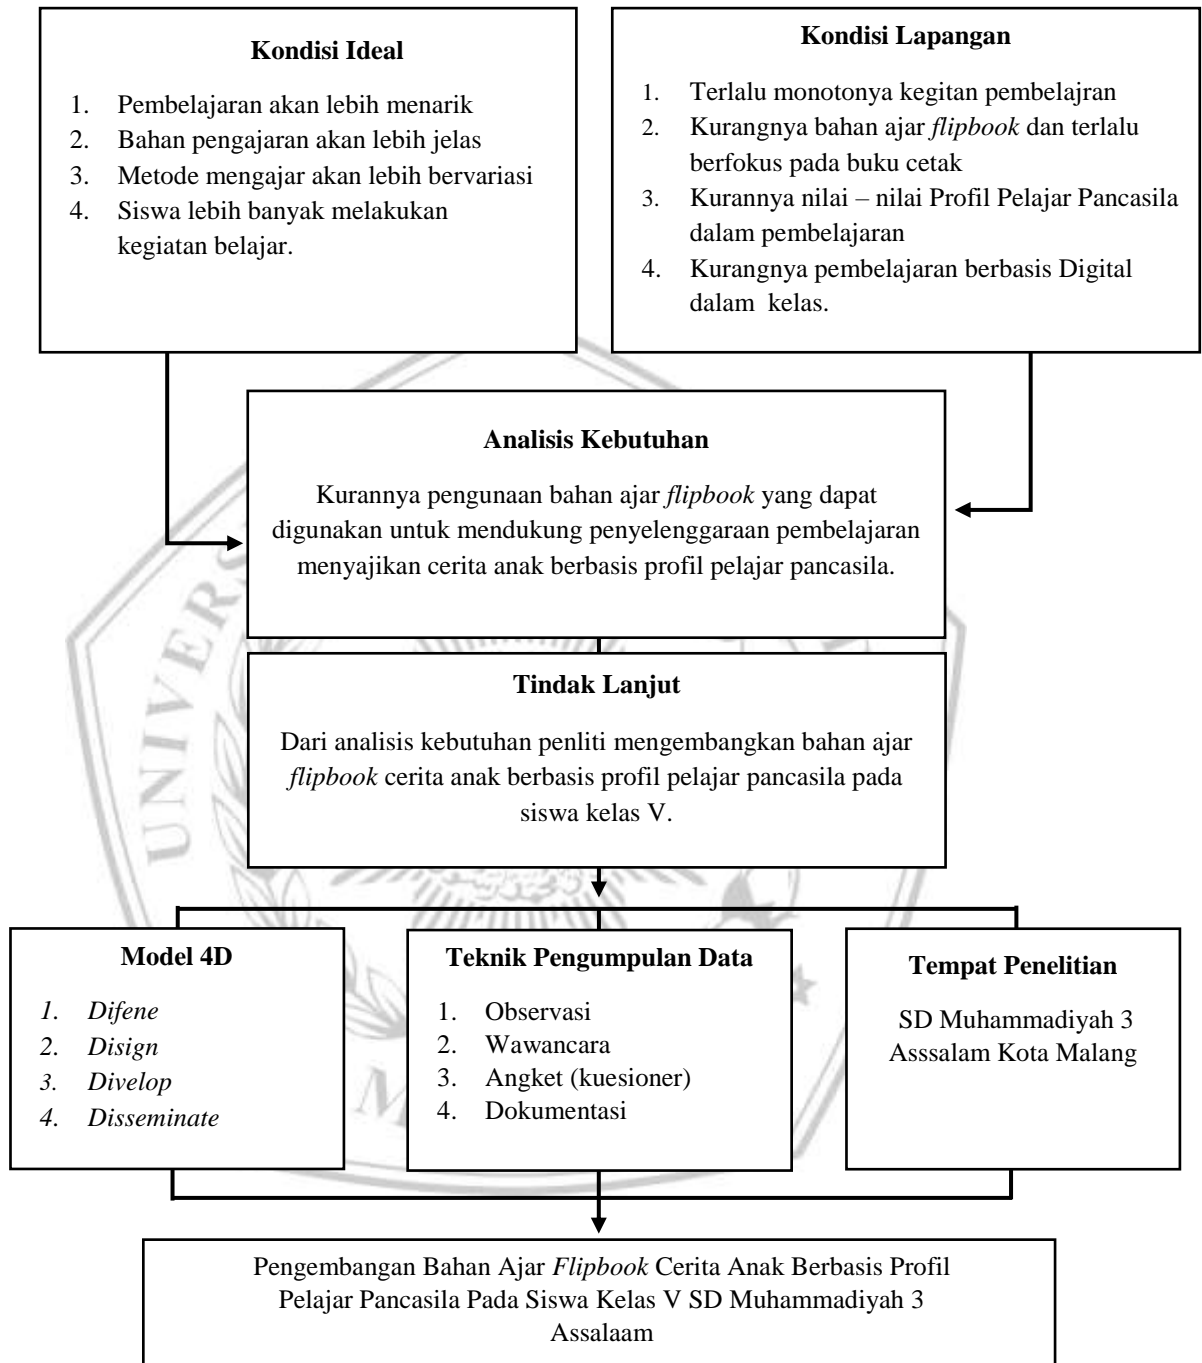 Kondisi Ideal
1. Pembelajaran akan lebih menarik
2. Bahan pengajaran akan lebih jelas
3. Metode mengajar akan lebih bervariasi
4. Siswa lebih banyak melakukan
kegiatan belajar.
Kondisi Lapangan
1. Terlalu monotonya kegitan pembelajran
2. Kurangnya bahan ajar flipbook dan terlalu
berfokus pada buku cetak
3. Kurannya nilai – nilai Profil Pelajar Pancasila
dalam pembelajaran
4. Kurangnya pembelajaran berbasis Digital
dalam kelas.
Analisis Kebutuhan
Kurannya pengunaan bahan ajar flipbook yang dapat
digunakan untuk mendukung penyelenggaraan pembelajaran
menyajikan cerita anak berbasis profil pelajar pancasila.
Tindak Lanjut
Dari analisis kebutuhan penliti mengembangkan bahan ajar
flipbook cerita anak berbasis profil pelajar pancasila pada
siswa kelas V.
Model 4D
1. Difene
2. Disign
3. Divelop
4. Disseminate
Teknik Pengumpulan Data
1. Observasi
2. Wawancara
3. Angket (kuesioner)
4. Dokumentasi
Tempat Penelitian
SD Muhammadiyah 3
Asssalam Kota Malang
Pengembangan Bahan Ajar Flipbook Cerita Anak Berbasis Profil
Pelajar Pancasila Pada Siswa Kelas V SD Muhammadiyah 3
Assalaam